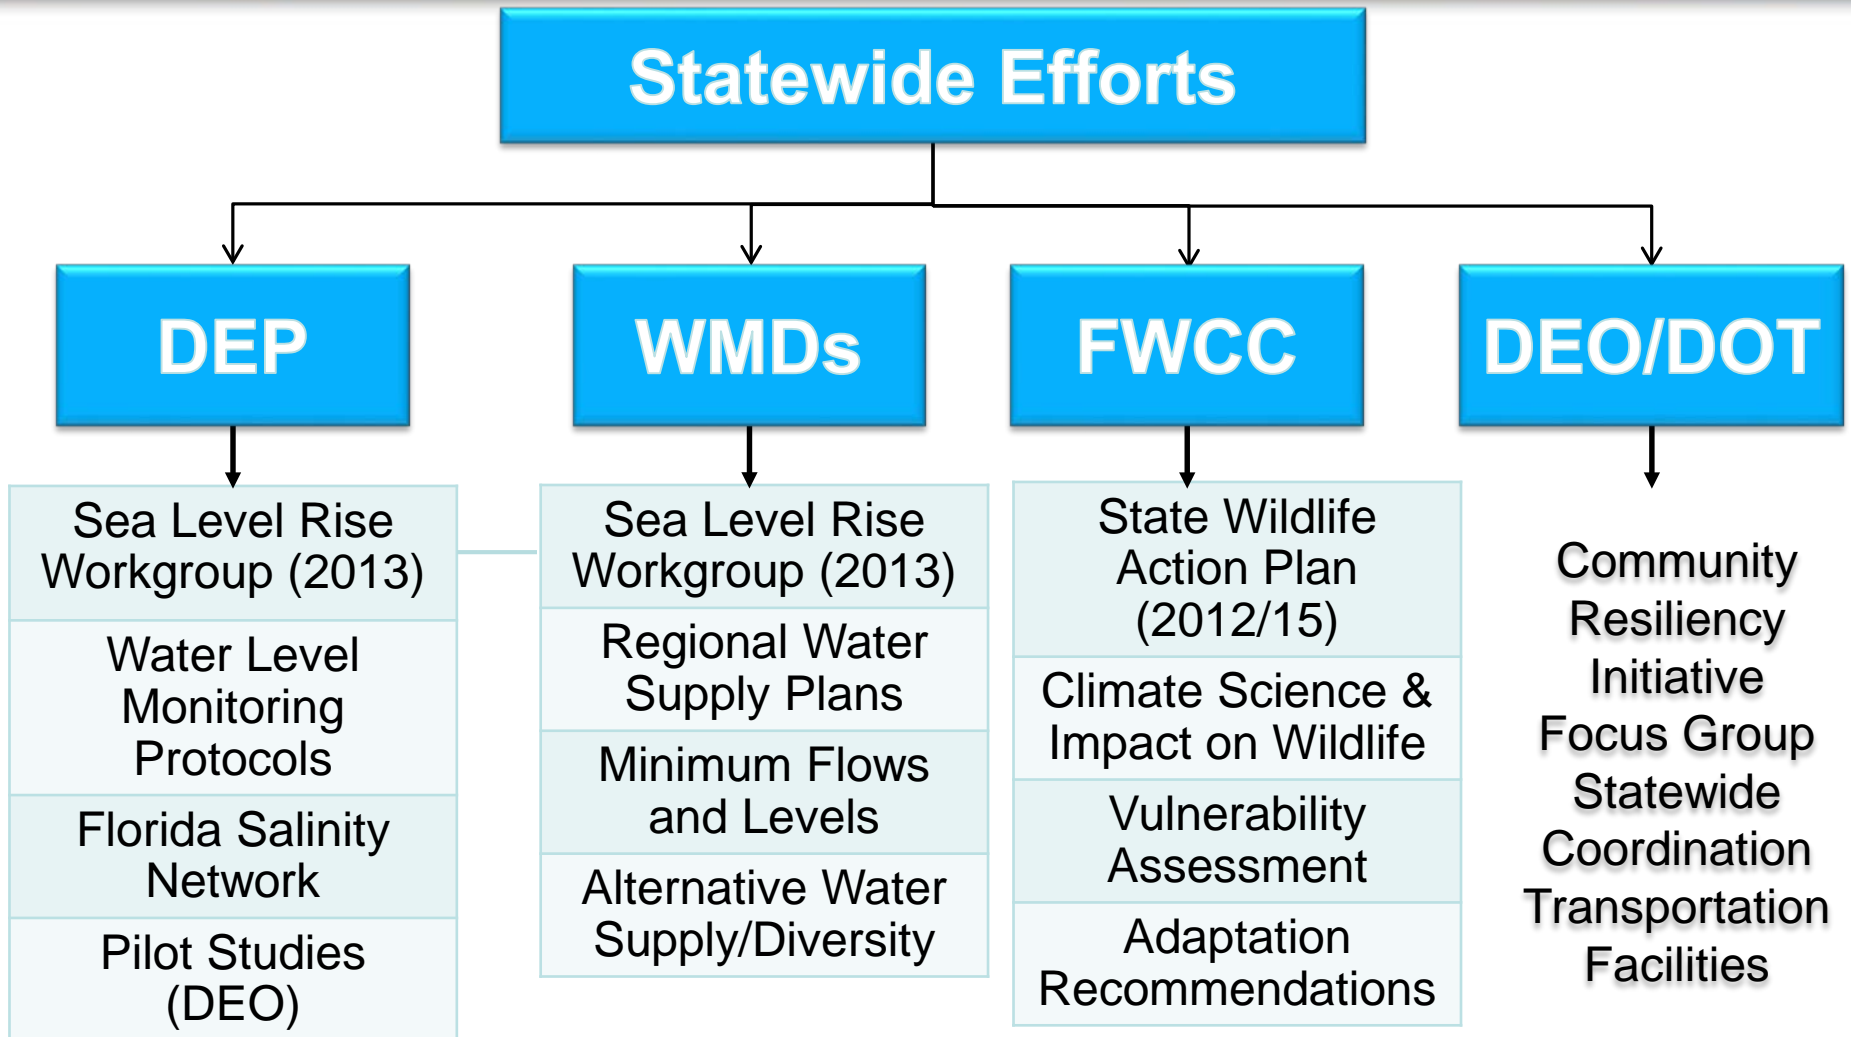 Statewide Efforts
DEP
WMDs
FWCC
DEO/DOT
Sea Level Rise
Workgroup (2013)
Water Level
Monitoring
Protocols
Florida Salinity
Network
Pilot Studies
(DEO)
Sea Level Rise
Workgroup (2013)
Regional Water
Supply Plans
Minimum Flows
and Levels
Alternative Water
Supply/Diversity
State Wildlife
Action Plan
(2012/15)
Climate Science &
Impact on Wildlife
Vulnerability
Assessment
Adaptation
Recommendations
Community
Resiliency
Initiative
Focus Group
Statewide
Coordination
Transportation
Facilities